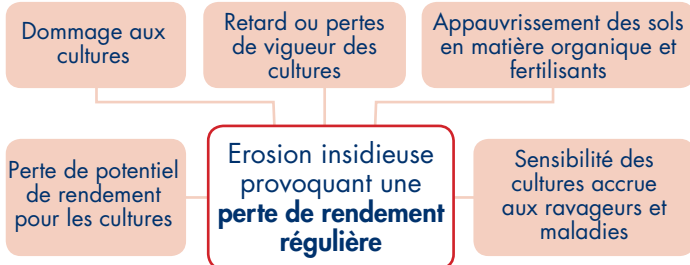 Dommage aux
cultures
Retard ou pertes
de vigueur des
cultures
Appauvrissement des sols
en matière organique et
fertilisants
Perte de potentiel
de rendement
pour les cultures
Erosion insidieuse
provoquant une
perte de rendement
régulière
Sensibilité des
cultures accrue
aux ravageurs et
maladies